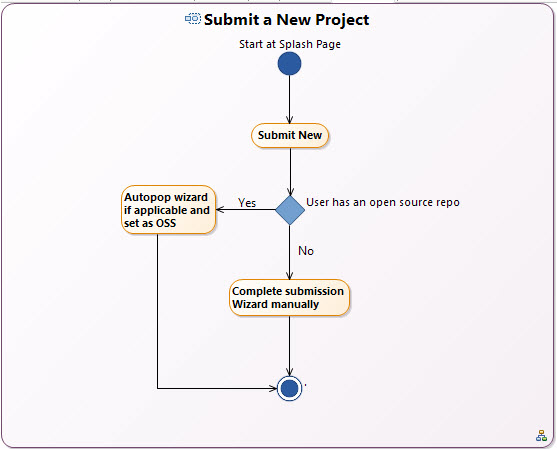 Submit a New Project
Start at Splash Page
Submit New
User has an open source repo
Yes
Autopop wizard
if applicable and
set as OSS
No
Complete submission
Wizard manually